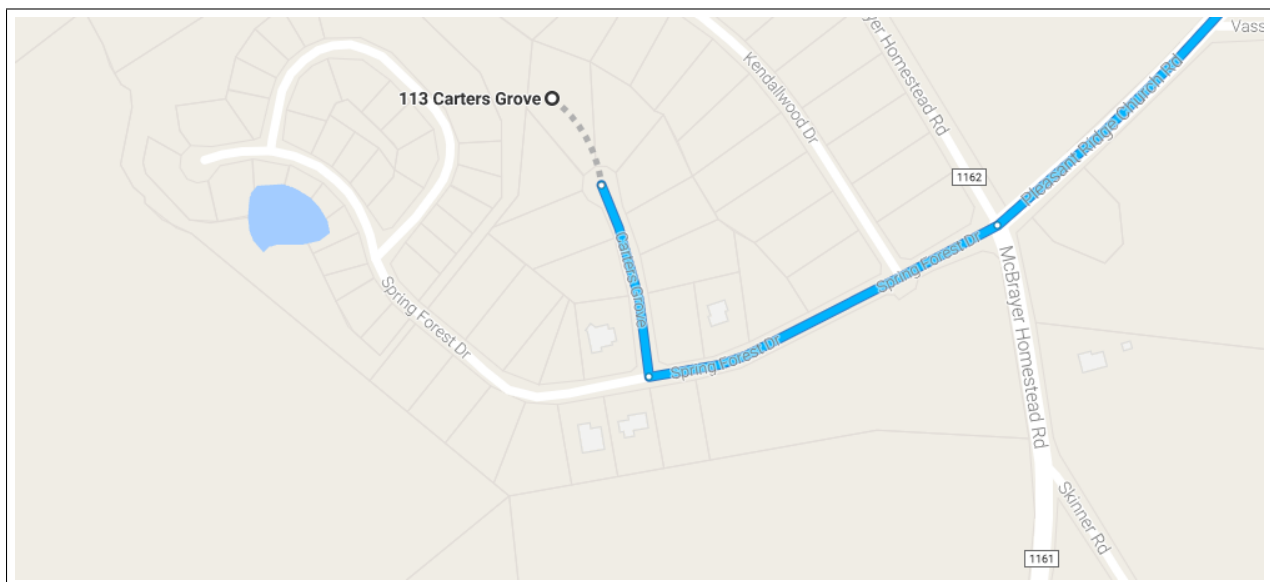 Vass
yer Homestead Rd
Kendallwood Dr
Pleasant Ridge Church Rd
113 Carters Grove
1162
Carters Grove
Spring Forest Dr
Spring Forest Dr
Spring Forest Dr
McBrayer Homestead Rd
Skinner Rd
1161